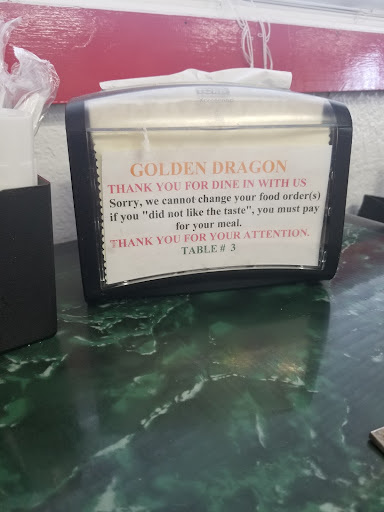 GOLDEN DRAGON
THANK YOU FOR DINE IN WITH US
Sorry, we cannot change your food order(s)
if you "did not like the taste", you must pay
for your meal.
THANK YOU FOR YOUR ATTENTION.
TABLE # 3